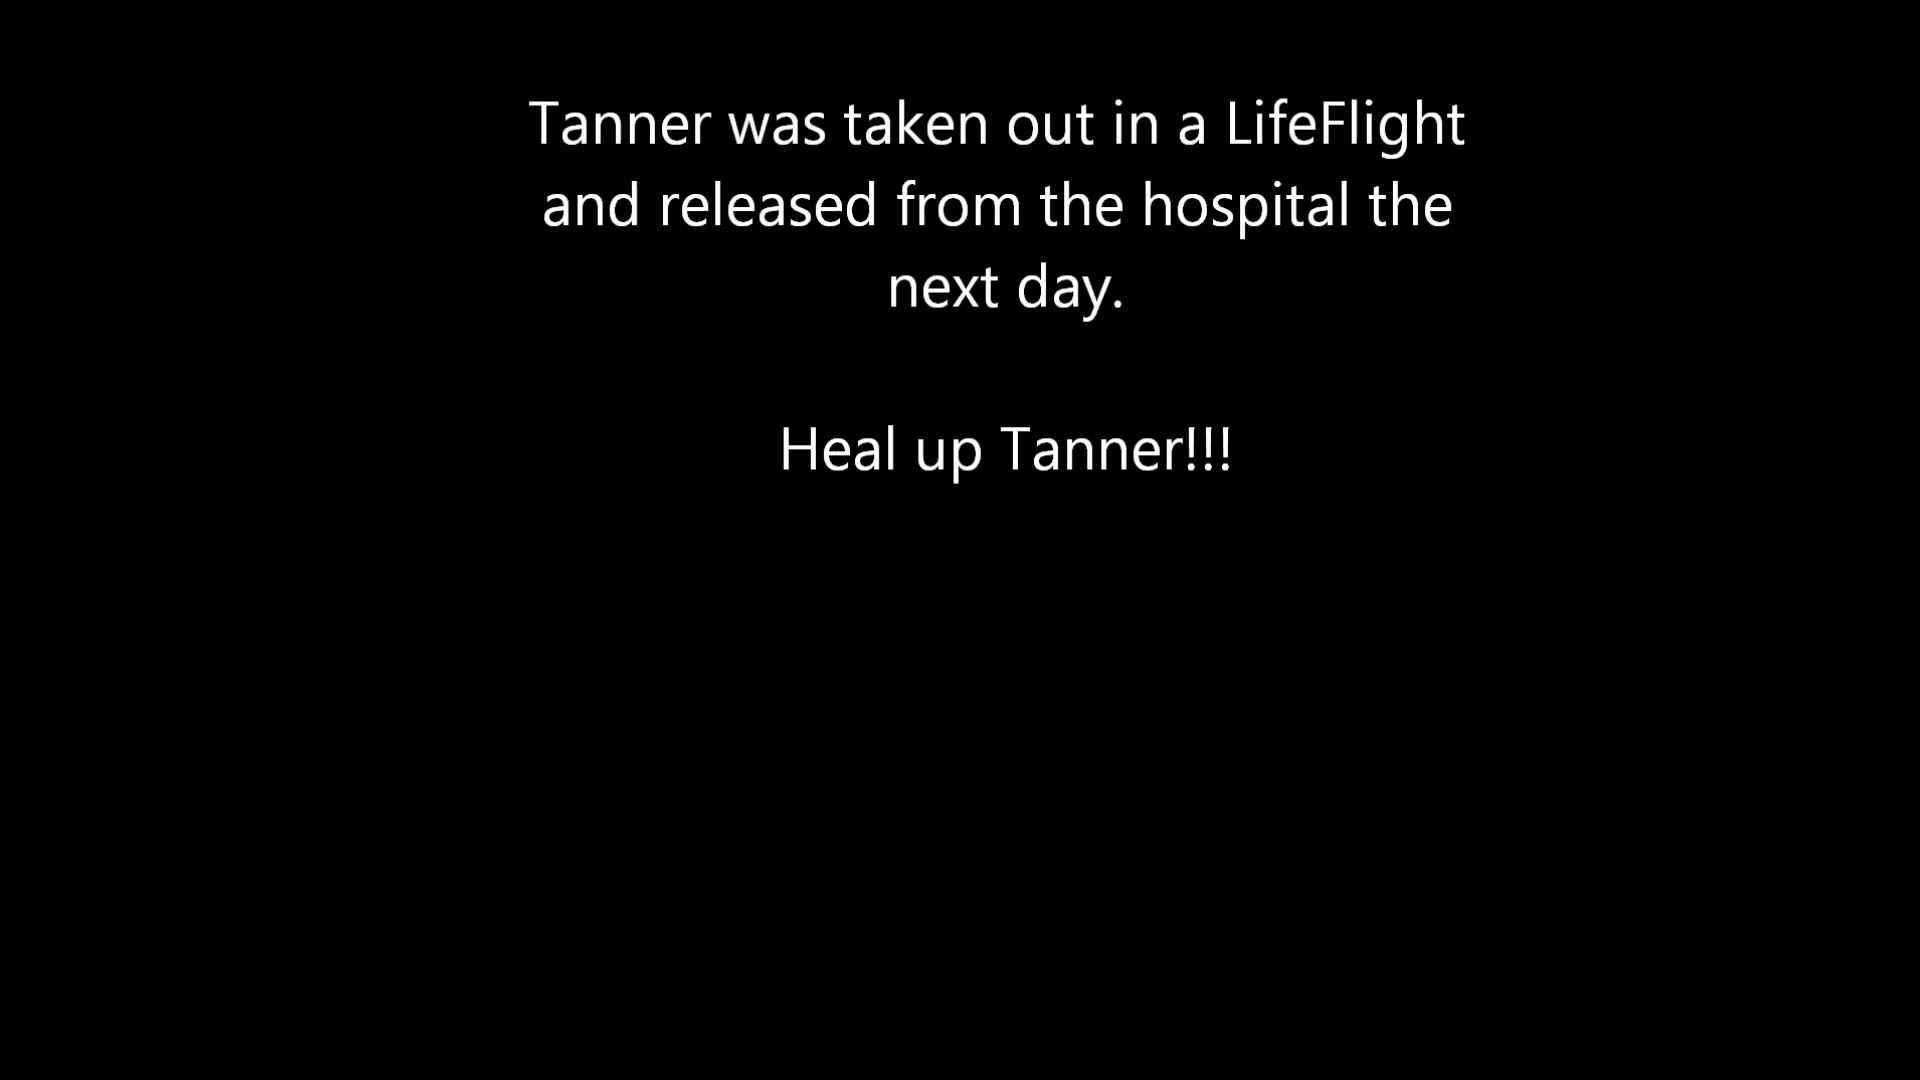 Tanner was taken out in a LifeFlight
and released from the hospital the
next day.
Heal up Tanner!!!